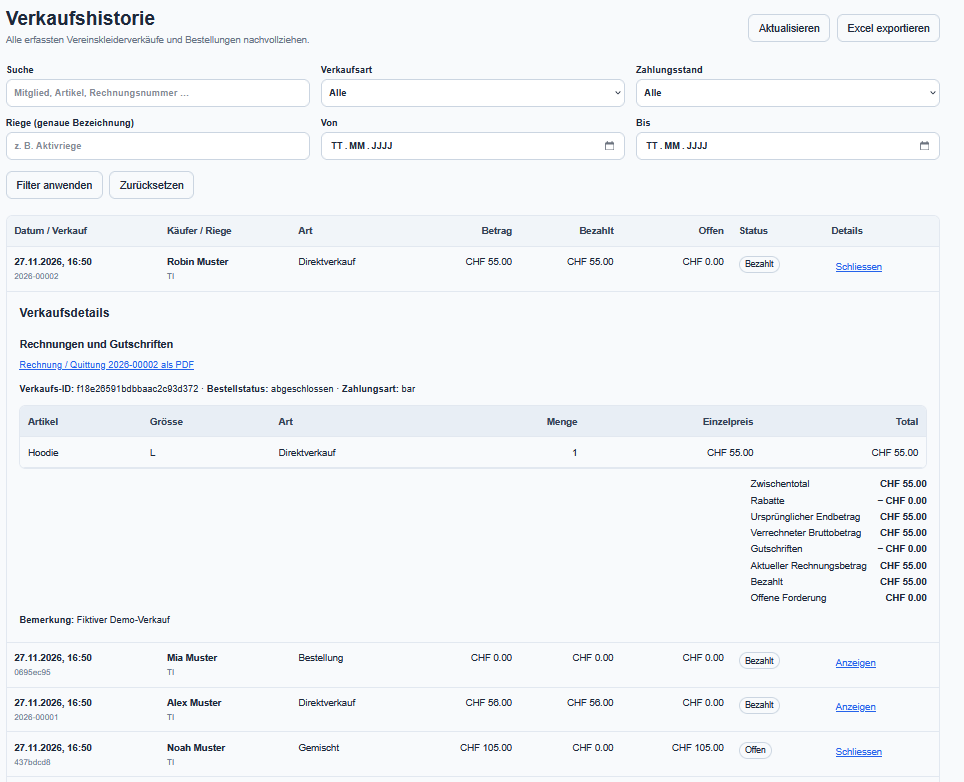 Verkaufshistorie
Alle erfassten Vereinskleiderverkäufe und Bestellungen nachvollziehen.
Aktualisieren
Excel exportieren
Suche Verkaufsart Zahlungsstand
Mitglied, Artikel, Rechnungsnummer ... Alle Alle
Riege (genaue Bezeichnung) Von Bis
z. B. Aktivriege TT . MM . JJJJ TT . MM . JJJJ
Filter anwenden Zurücksetzen
Datum / Verkauf Käufer / Riege Art Betrag Bezahlt Offen Status Details
27.11.2026, 16:50 Robin Muster Direktverkauf CHF 55.00 CHF 55.00 CHF 0.00 Bezahlt Schliessen
2026-00002 TI
Verkaufsdetails
Rechnungen und Gutschriften
Rechnung / Quittung 2026-00002 als PDF
Verkaufs-ID: f18e26591bdbbaac2c93d372 · Bestellstatus: abgeschlossen · Zahlungsart: bar
Artikel Grösse Art Menge Einzelpreis Total
Hoodie L Direktverkauf 1 CHF 55.00 CHF 55.00
Zwischentotal CHF 55.00
Rabatte – CHF 0.00
Ursprünglicher Endbetrag CHF 55.00
Verrechneter Bruttobetrag CHF 55.00
Gutschriften – CHF 0.00
Aktueller Rechnungsbetrag CHF 55.00
Bezahlt CHF 55.00
Offene Forderung CHF 0.00
Bemerkung: Fiktiver Demo-Verkauf
27.11.2026, 16:50 Mia Muster Bestellung CHF 0.00 CHF 0.00 CHF 0.00 Bezahlt Anzeigen
0695ec95 TI
27.11.2026, 16:50 Alex Muster Direktverkauf CHF 56.00 CHF 56.00 CHF 0.00 Bezahlt Anzeigen
2026-00001 TI
27.11.2026, 16:50 Noah Muster Gemischt CHF 105.00 CHF 0.00 CHF 105.00 Offen Schliessen
437bdcd8 TI